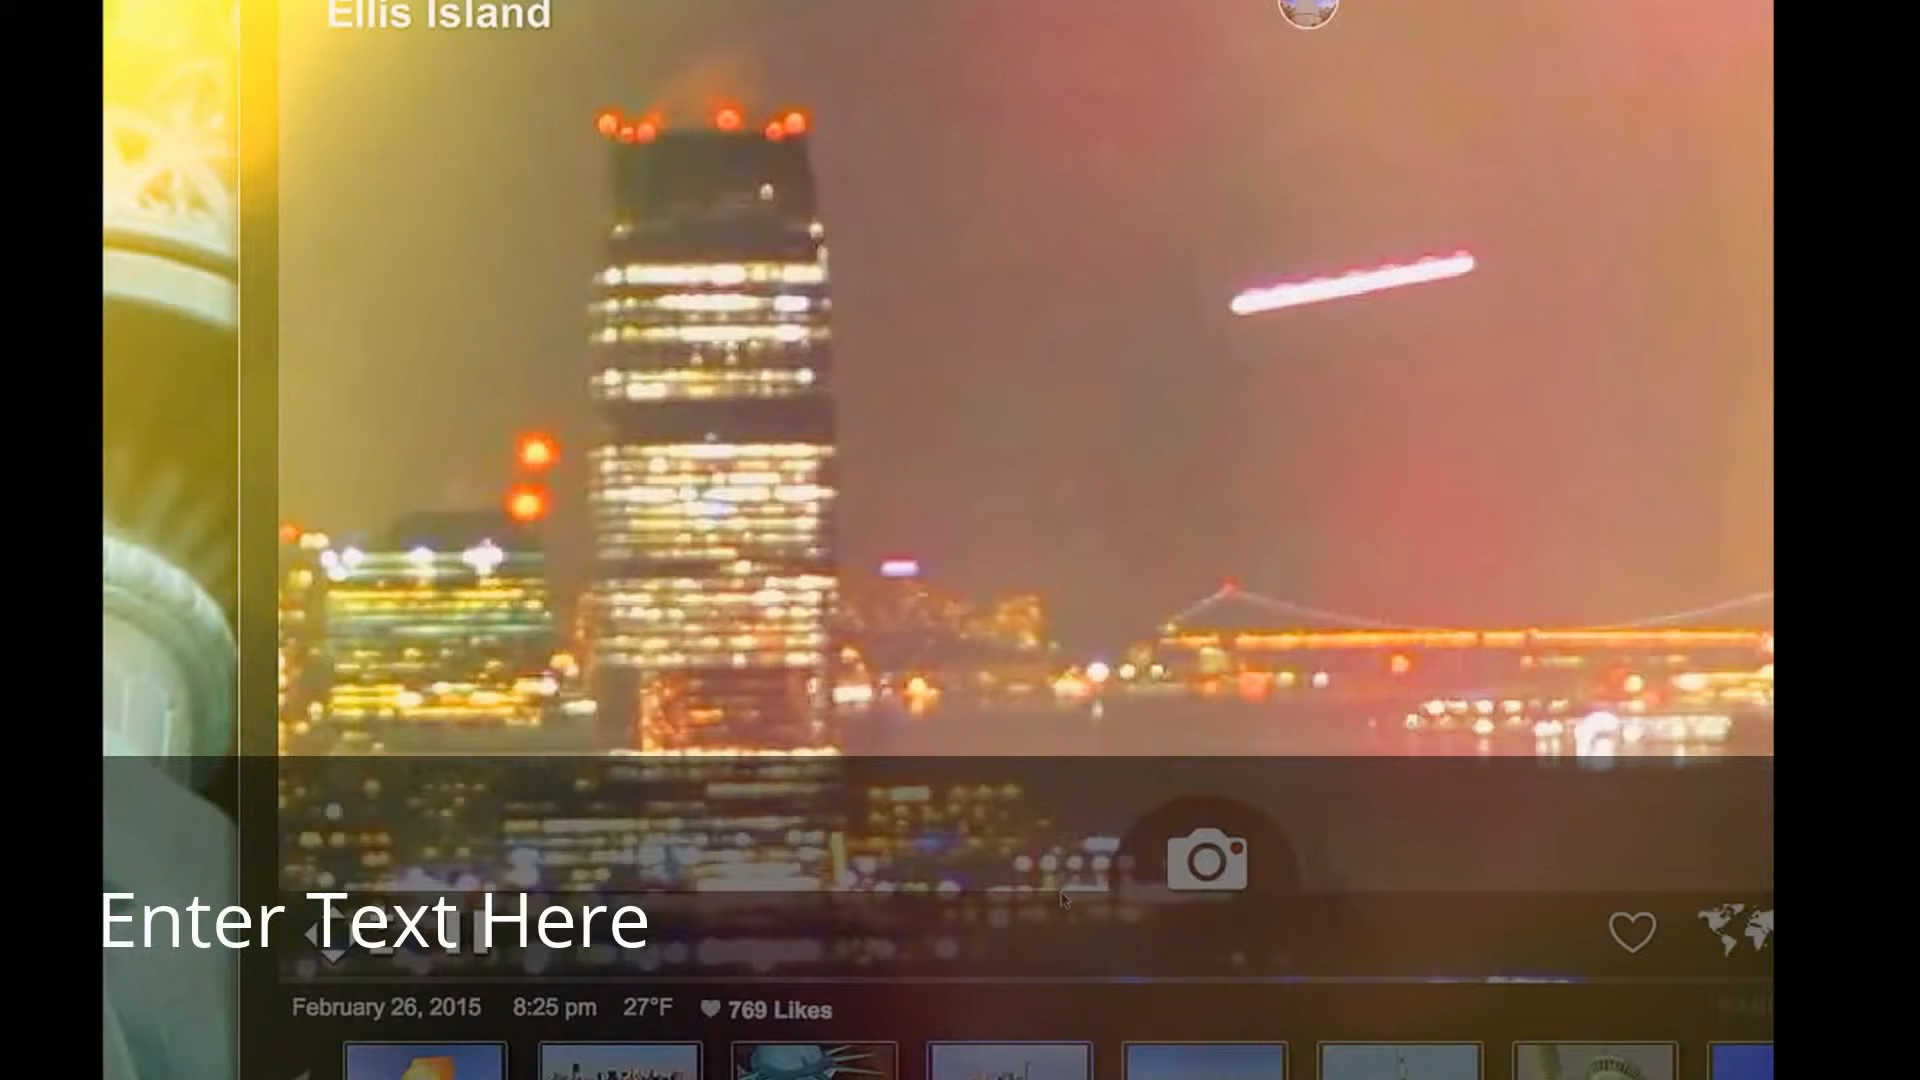 Ellis Island
Enter Text Here
February 26, 2015 8:25 pm 27°F 769 Likes